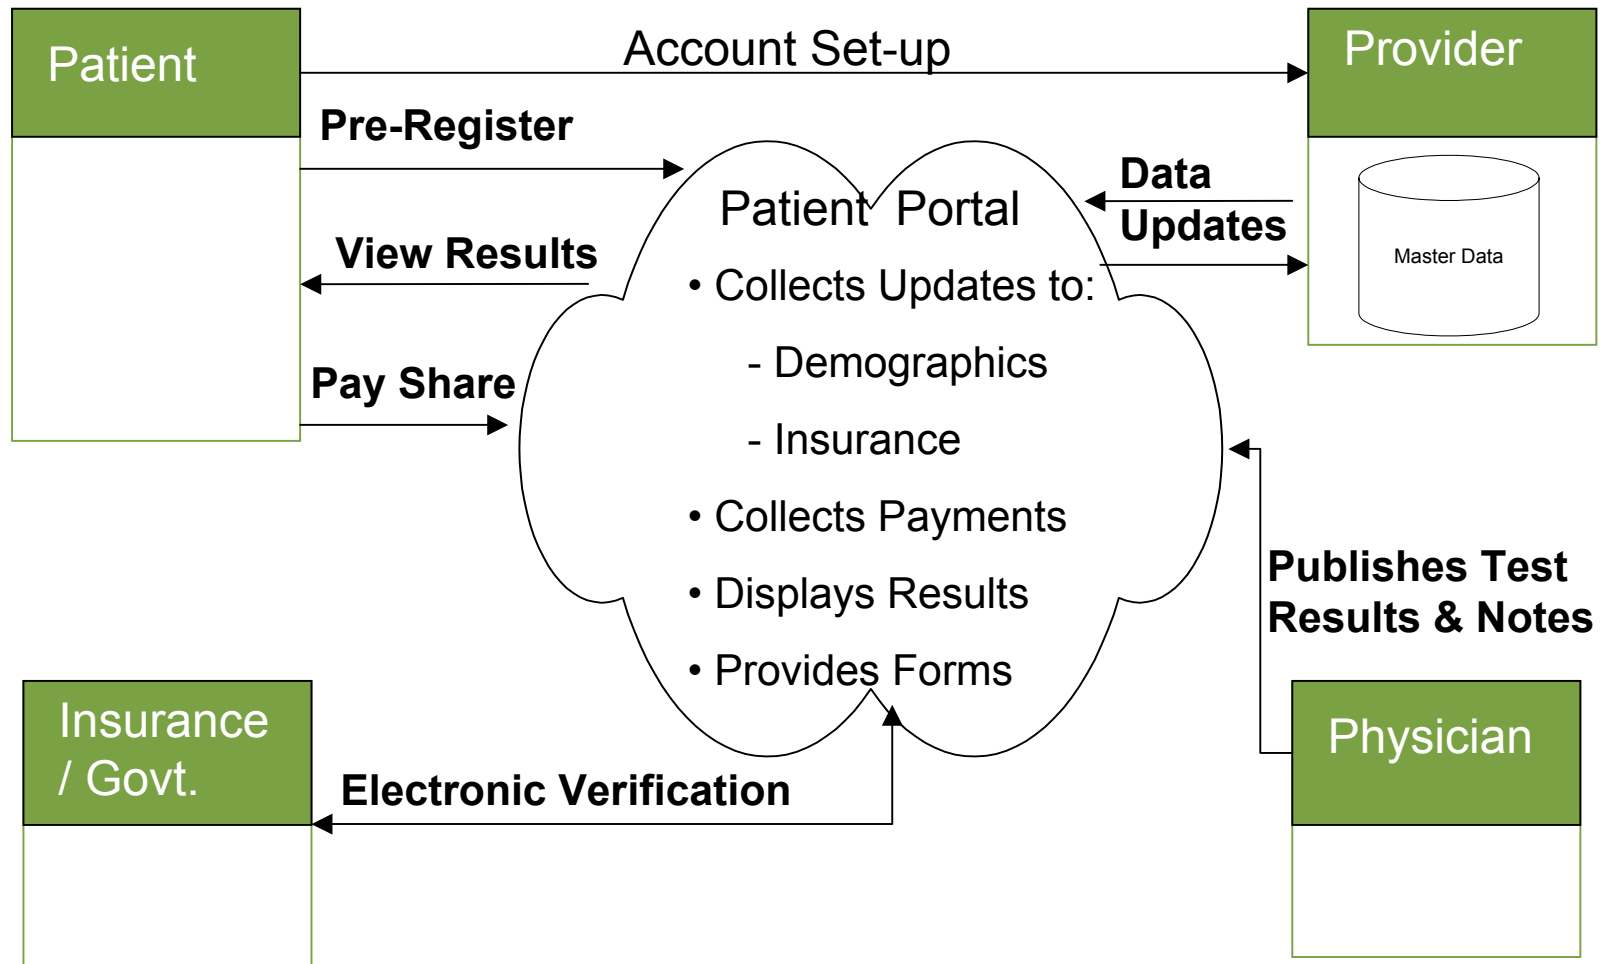 Patient
Account Set-up
Provider
Pre-Register
View Results
Pay Share
Patient Portal
• Collects Updates to:
- Demographics
- Insurance
• Collects Payments
• Displays Results
• Provides Forms
Data
Updates
Master Data
Publishes Test
Results & Notes
Insurance
/ Govt.
Electronic Verification
Physician